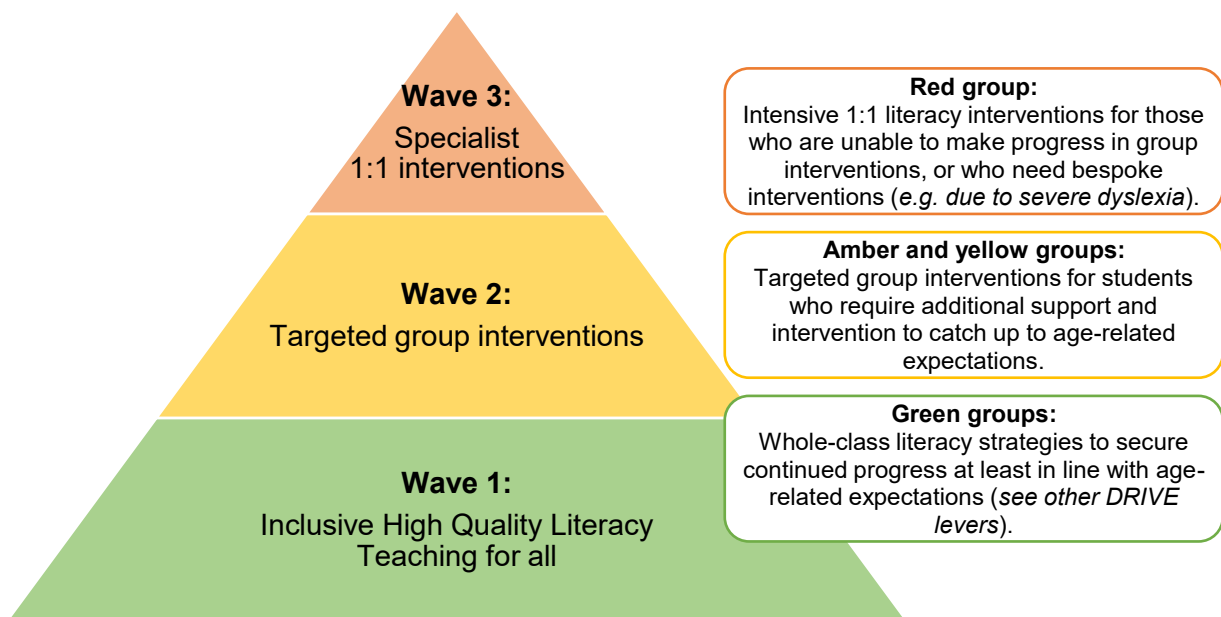 Wave 3:
Specialist
1:1 interventions
Red group:
Intensive 1:1 literacy interventions for those
who are unable to make progress in group
interventions, or who need bespoke
interventions (e.g. due to severe dyslexia).
Wave 2:
Targeted group interventions
Amber and yellow groups:
Targeted group interventions for students
who require additional support and
intervention to catch up to age-related
expectations.
Wave 1:
Inclusive High Quality Literacy
Teaching for all
Green groups:
Whole-class literacy strategies to secure
continued progress at least in line with age-
related expectations (see other DRIVE
levers).